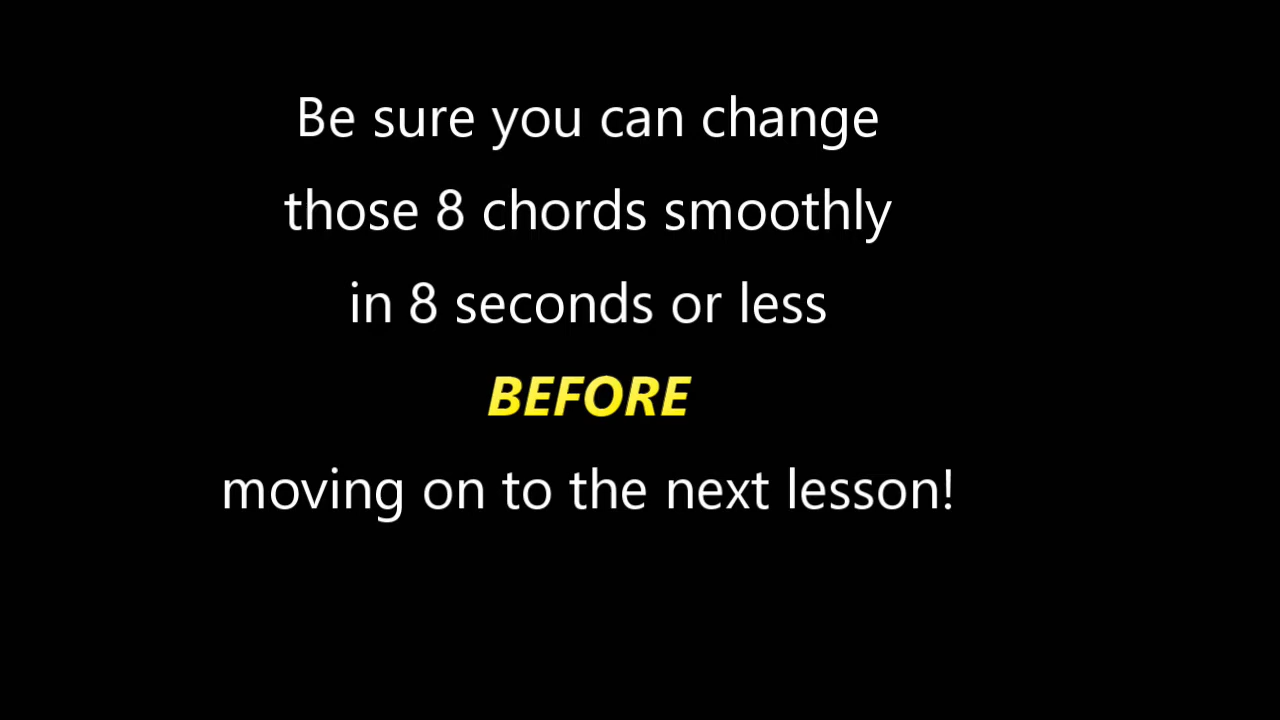 Be sure you can change
those 8 chords smoothly
in 8 seconds or less
BEFORE
moving on to the next lesson!